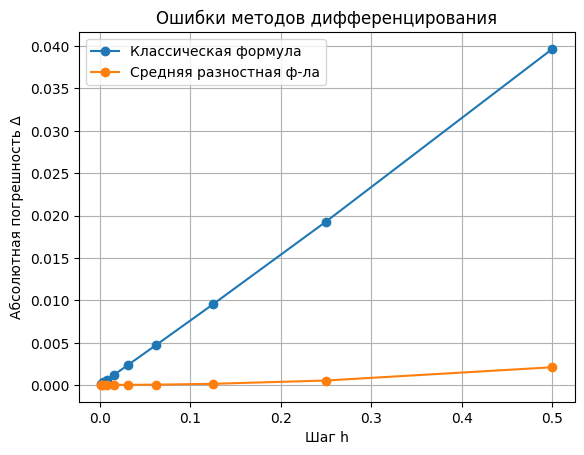 Ошибки методов дифференцирования
Классическая формула
Средняя разностная ф-ла
Абсолютная погрешность Δ
0.040
0.035
0.030
0.025
0.020
0.015
0.010
0.005
0.000
0.0 0.1 0.2 0.3 0.4 0.5
Шаг h